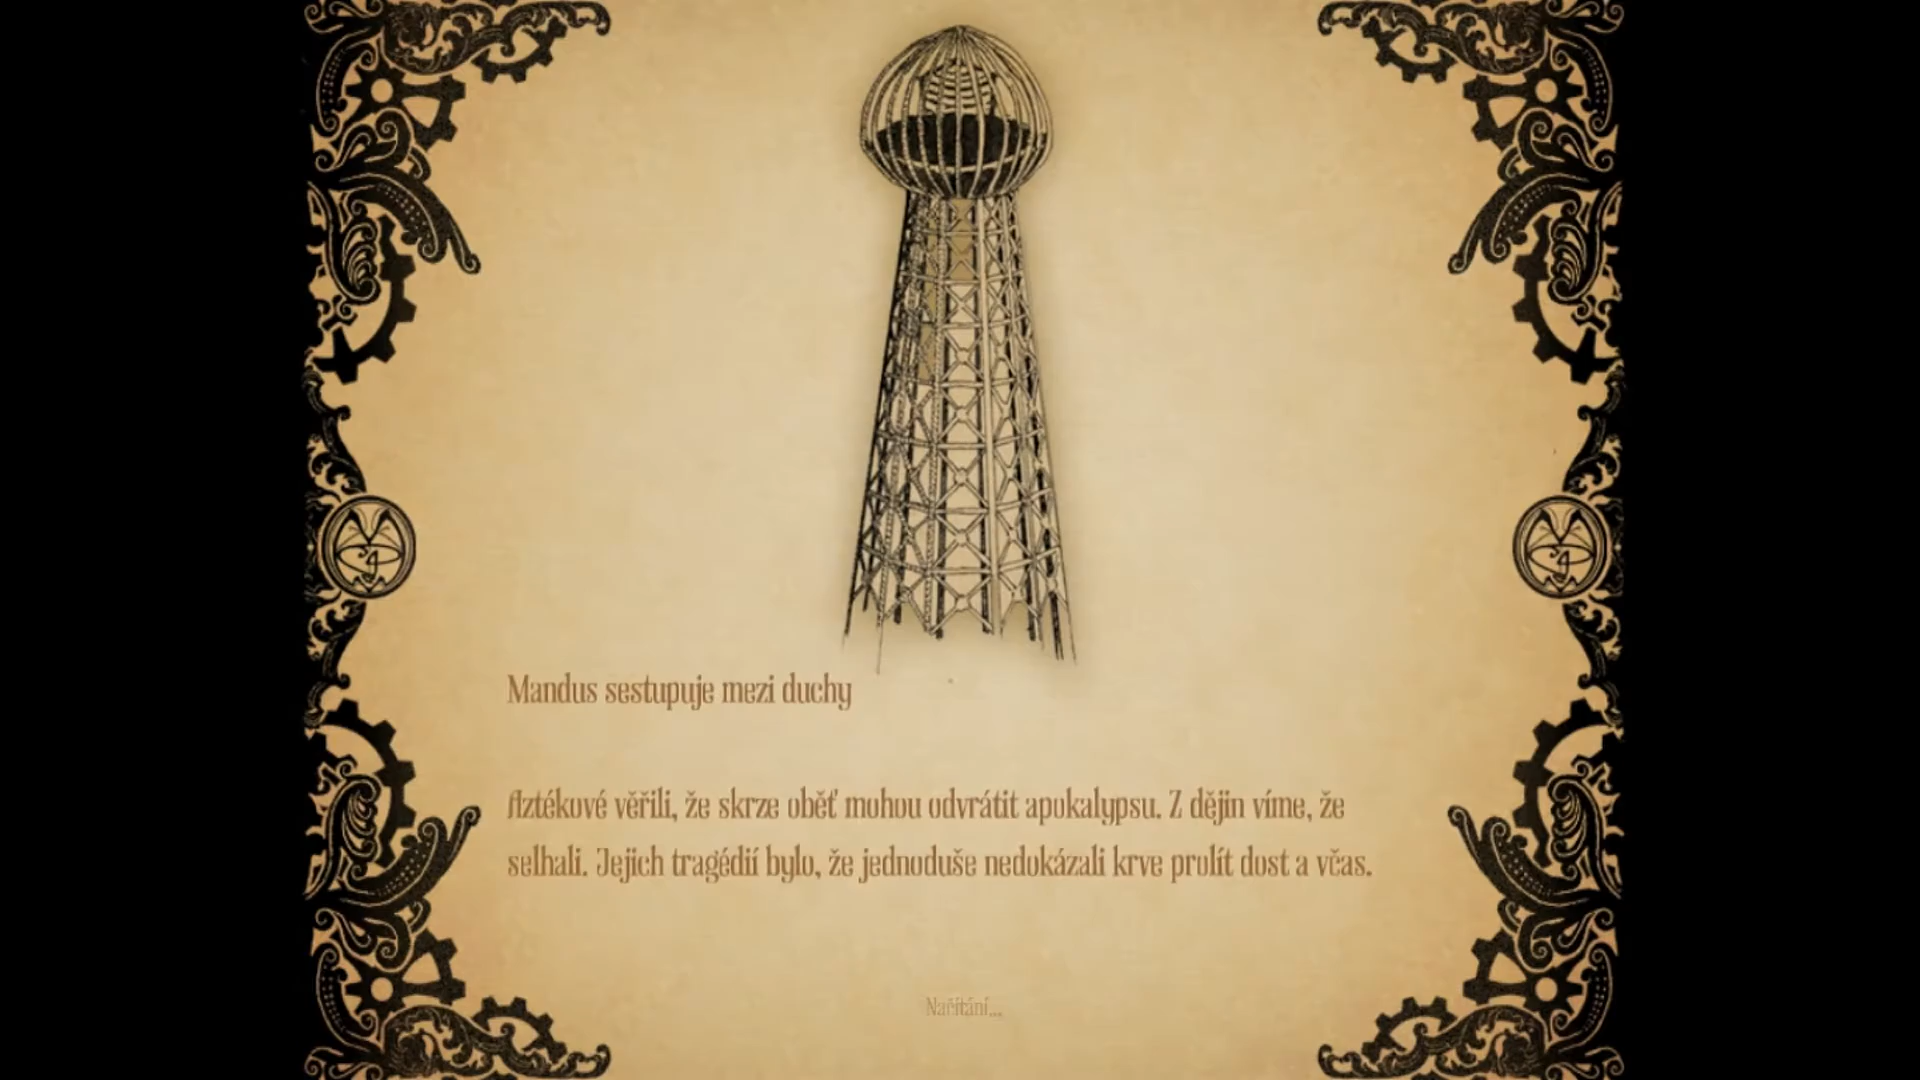 Mandus sestupuje mezi duchy
Aztékové věřili, že skrze oběť mohou odvrátit apokalypsu. Z dějin víme, že
selhali. Jejich tragédií bylo, že jednoduše nedokázali krve prolít dost a včas.
Načítání...